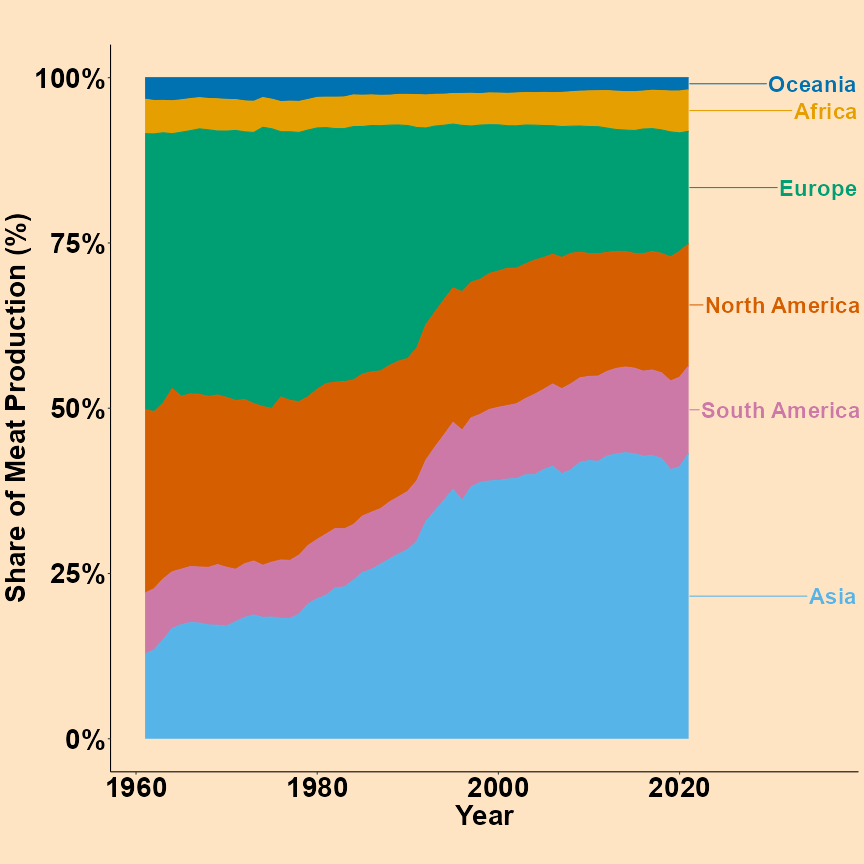 100%
75%
50%
25%
0%
Share of Meat Production (%)
Oceania
Africa
Europe
North America
South America
Asia
1960 1980 2000 2020
Year